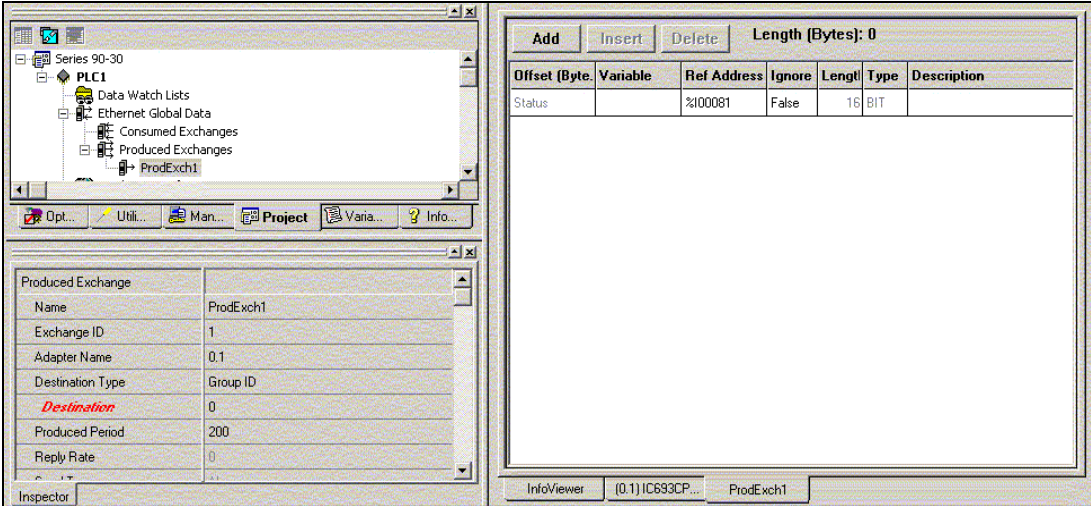 Series 90-30
PLC1
Data Watch Lists
Ethernet Global Data
Consumed Exchanges
Produced Exchanges
ProdExch1
Opt... Utili... Man... Project Varia... Info...
Produced Exchange
Name ProdExch1
Exchange ID 1
Adapter Name 0.1
Destination Type Group ID
Destination 0
Produced Period 200
Reply Rate 0
Inspector
Add Insert Delete Length (Bytes): 0
Offset (Byte. Variable Ref Address Ignore Lengtl Type Description
Status %I00081 False 16 BIT
InfoViewer (0.1) IC693CP... ProdExch1